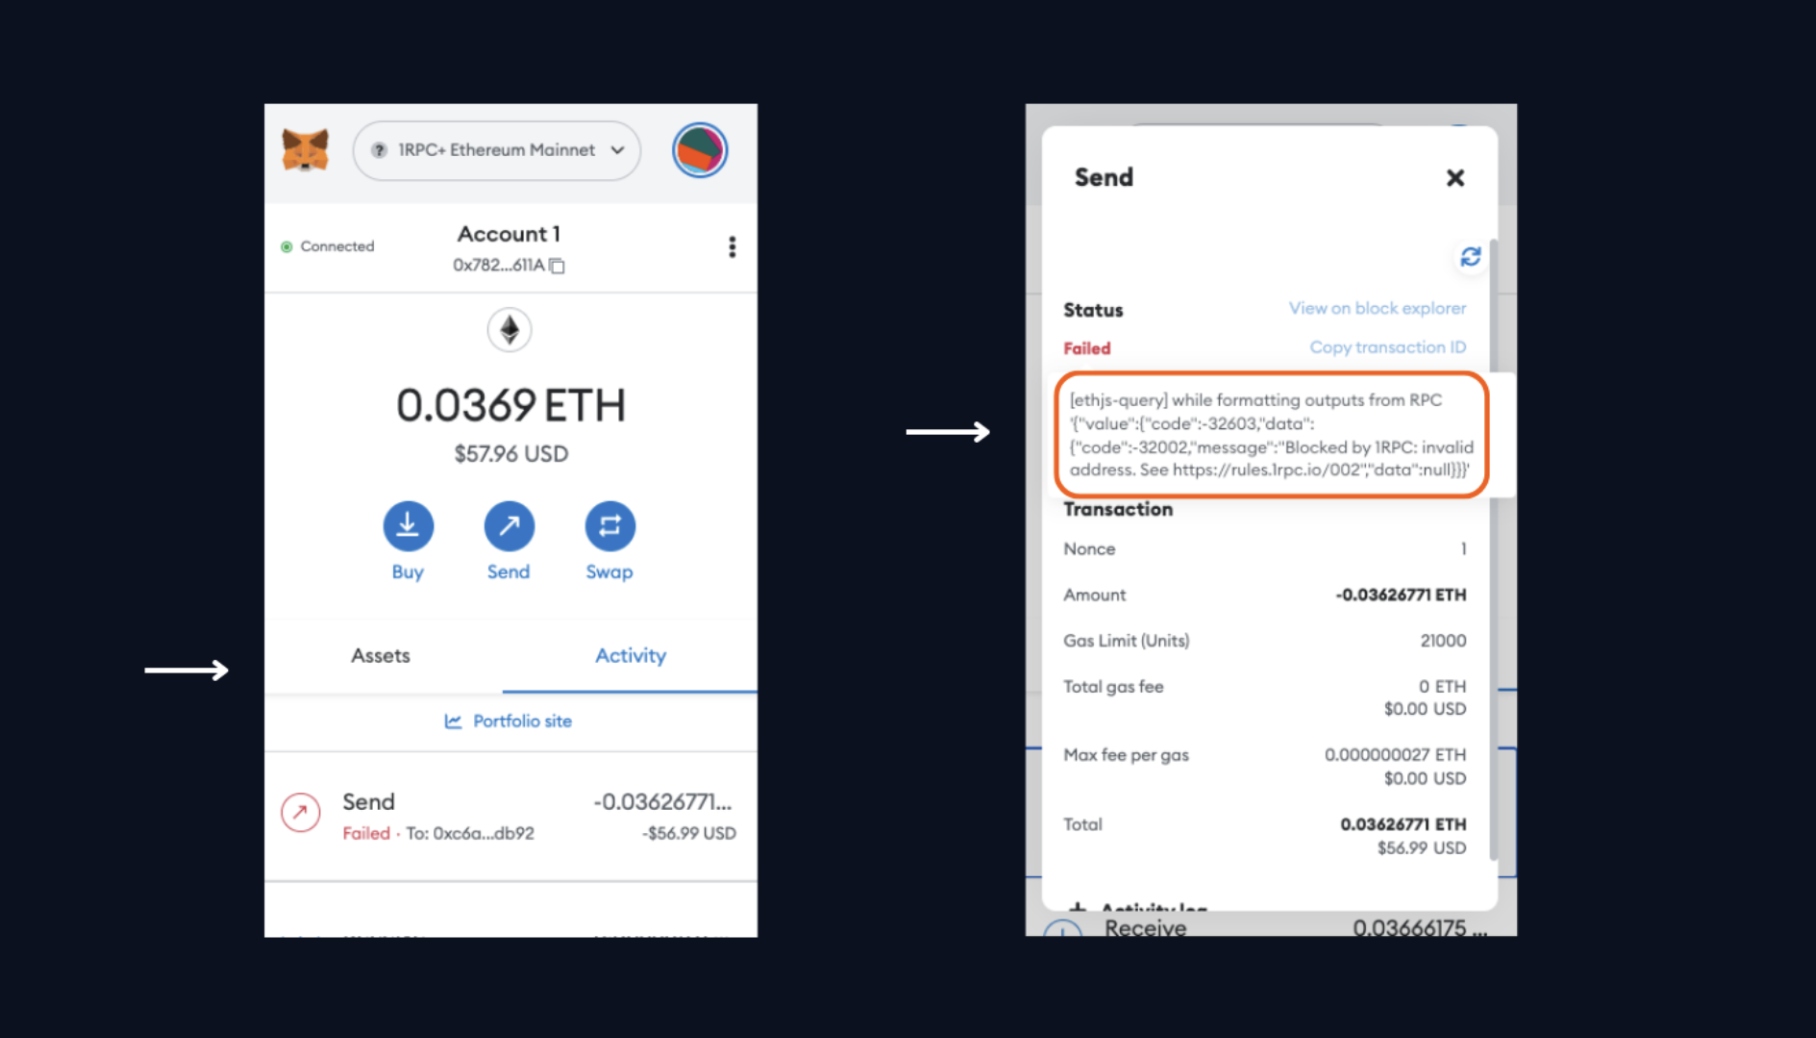 1RPC+ Ethereum Mainnet
Connected
Account 1
0x782...611A
0.0369 ETH
$57.96 USD
Buy Send Swap
Assets Activity
Portfolio site
Send -0.03626771...
Failed · To: 0xc6a...db92 -$56.99 USD
Send
Status View on block explorer
Failed Copy transaction ID
[ethjs-query] while formatting outputs from RPC
'{"value":{"code":-32603,"data":
{"code":-32002,"message":"Blocked by 1RPC: invalid
address. See https://rules.1rpc.io/002","data":null}}}'
Transaction
Nonce 1
Amount -0.03626771 ETH
Gas Limit (Units) 21000
Total gas fee 0 ETH
$0.00 USD
Max fee per gas 0.000000027 ETH
$0.00 USD
Total 0.03626771 ETH
$56.99 USD
+ Activity log
Receive 0.03666175 ...